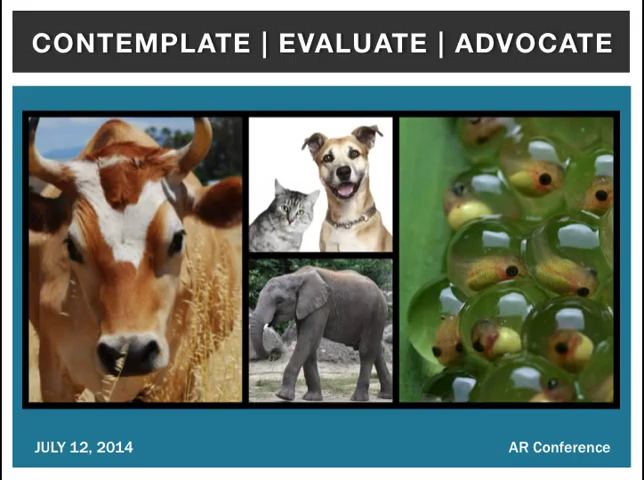 CONTEMPLATE | EVALUATE | ADVOCATE
JULY 12, 2014
AR Conference